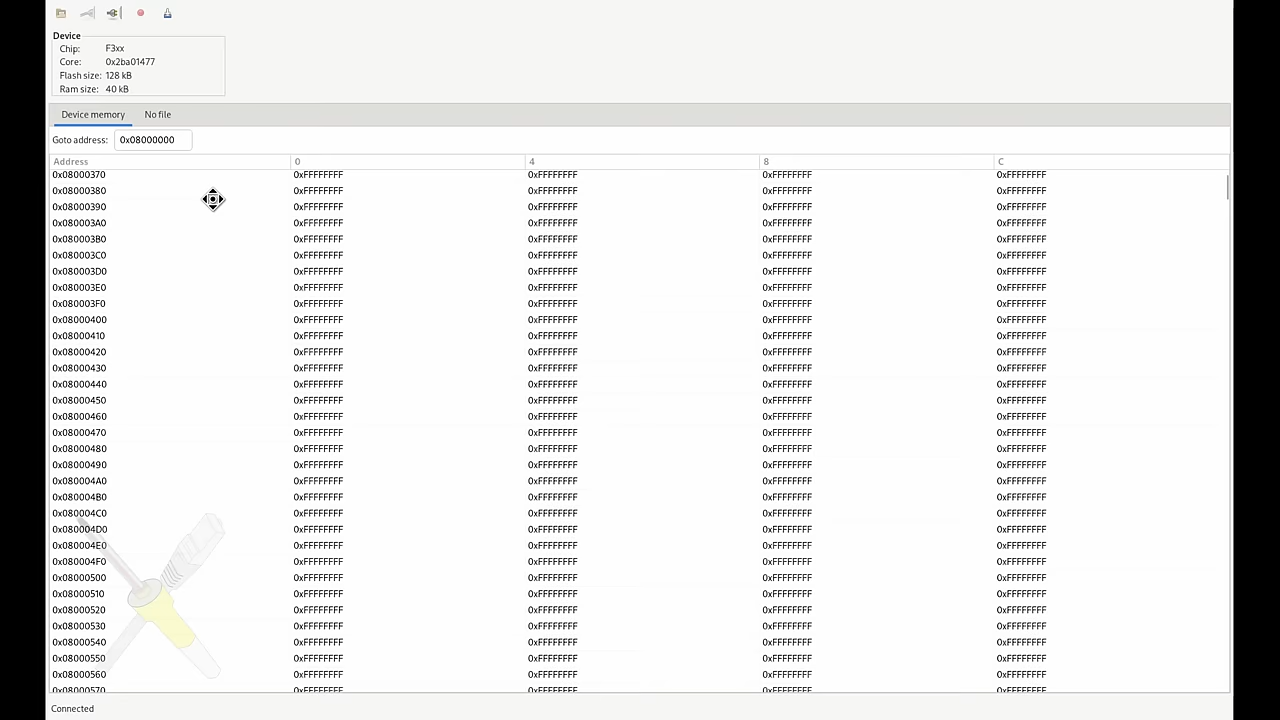 Device
Chip: F3xx
Core: 0x2ba01477
Flash size: 128 kB
Ram size: 40 kB
Device memory No file
Goto address: 0x08000000
Address 0 4 8 C
0x08000370 0xFFFFFFFF 0xFFFFFFFF 0xFFFFFFFF 0xFFFFFFFF
0x08000380 0xFFFFFFFF 0xFFFFFFFF 0xFFFFFFFF 0xFFFFFFFF
0x08000390 0xFFFFFFFF 0xFFFFFFFF 0xFFFFFFFF 0xFFFFFFFF
0x080003A0 0xFFFFFFFF 0xFFFFFFFF 0xFFFFFFFF 0xFFFFFFFF
0x080003B0 0xFFFFFFFF 0xFFFFFFFF 0xFFFFFFFF 0xFFFFFFFF
0x080003C0 0xFFFFFFFF 0xFFFFFFFF 0xFFFFFFFF 0xFFFFFFFF
0x080003D0 0xFFFFFFFF 0xFFFFFFFF 0xFFFFFFFF 0xFFFFFFFF
0x080003E0 0xFFFFFFFF 0xFFFFFFFF 0xFFFFFFFF 0xFFFFFFFF
0x080003F0 0xFFFFFFFF 0xFFFFFFFF 0xFFFFFFFF 0xFFFFFFFF
0x08000400 0xFFFFFFFF 0xFFFFFFFF 0xFFFFFFFF 0xFFFFFFFF
0x08000410 0xFFFFFFFF 0xFFFFFFFF 0xFFFFFFFF 0xFFFFFFFF
0x08000420 0xFFFFFFFF 0xFFFFFFFF 0xFFFFFFFF 0xFFFFFFFF
0x08000430 0xFFFFFFFF 0xFFFFFFFF 0xFFFFFFFF 0xFFFFFFFF
0x08000440 0xFFFFFFFF 0xFFFFFFFF 0xFFFFFFFF 0xFFFFFFFF
0x08000450 0xFFFFFFFF 0xFFFFFFFF 0xFFFFFFFF 0xFFFFFFFF
0x08000460 0xFFFFFFFF 0xFFFFFFFF 0xFFFFFFFF 0xFFFFFFFF
0x08000470 0xFFFFFFFF 0xFFFFFFFF 0xFFFFFFFF 0xFFFFFFFF
0x08000480 0xFFFFFFFF 0xFFFFFFFF 0xFFFFFFFF 0xFFFFFFFF
0x08000490 0xFFFFFFFF 0xFFFFFFFF 0xFFFFFFFF 0xFFFFFFFF
0x080004A0 0xFFFFFFFF 0xFFFFFFFF 0xFFFFFFFF 0xFFFFFFFF
0x080004B0 0xFFFFFFFF 0xFFFFFFFF 0xFFFFFFFF 0xFFFFFFFF
0x080004C0 0xFFFFFFFF 0xFFFFFFFF 0xFFFFFFFF 0xFFFFFFFF
0x080004D0 0xFFFFFFFF 0xFFFFFFFF 0xFFFFFFFF 0xFFFFFFFF
0x080004E0 0xFFFFFFFF 0xFFFFFFFF 0xFFFFFFFF 0xFFFFFFFF
0x080004F0 0xFFFFFFFF 0xFFFFFFFF 0xFFFFFFFF 0xFFFFFFFF
0x08000500 0xFFFFFFFF 0xFFFFFFFF 0xFFFFFFFF 0xFFFFFFFF
0x08000510 0xFFFFFFFF 0xFFFFFFFF 0xFFFFFFFF 0xFFFFFFFF
0x08000520 0xFFFFFFFF 0xFFFFFFFF 0xFFFFFFFF 0xFFFFFFFF
0x08000530 0xFFFFFFFF 0xFFFFFFFF 0xFFFFFFFF 0xFFFFFFFF
0x08000540 0xFFFFFFFF 0xFFFFFFFF 0xFFFFFFFF 0xFFFFFFFF
0x08000550 0xFFFFFFFF 0xFFFFFFFF 0xFFFFFFFF 0xFFFFFFFF
0x08000560 0xFFFFFFFF 0xFFFFFFFF 0xFFFFFFFF 0xFFFFFFFF
0x08000570 0xFFFFFFFF 0xFFFFFFFF 0xFFFFFFFF 0xFFFFFFFF
Connected